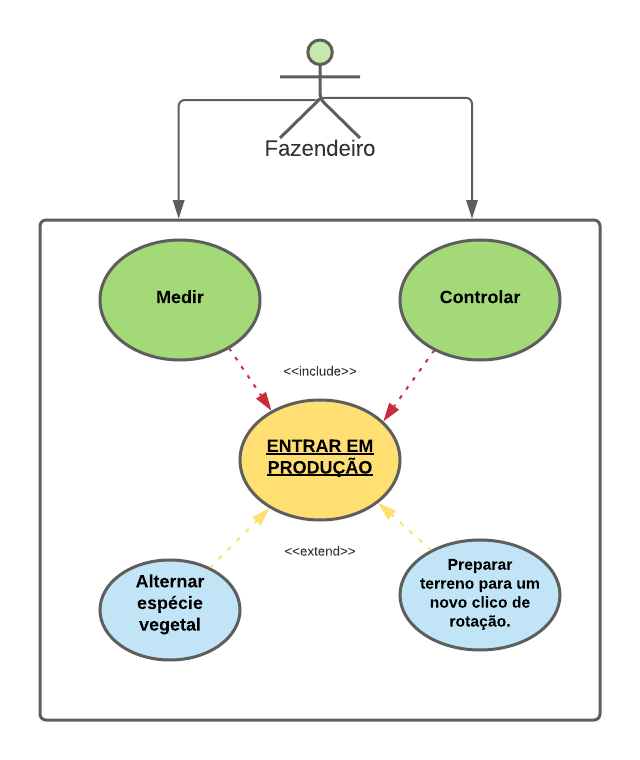 Fazendeiro
Medir
Controlar
<<include>>
ENTRAR EM
PRODUÇÃO
<<extend>>
Alternar
espécie
vegetal
Preparar
terreno para um
novo clico de
rotação.